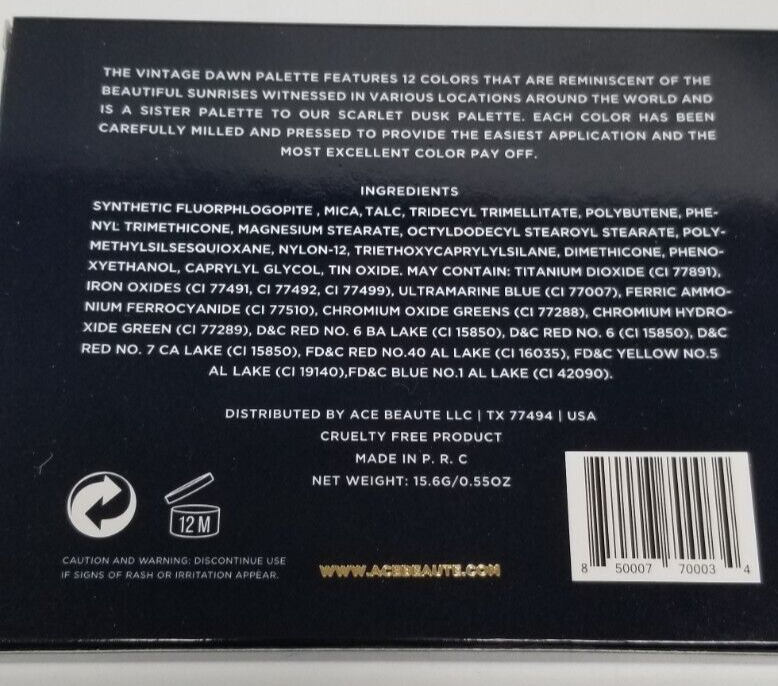 THE VINTAGE DAWN PALETTE FEATURES 12 COLORS THAT ARE REMINISCENT OF THE
BEAUTIFUL SUNRISES WITNESSED IN VARIOUS LOCATIONS AROUND THE WORLD AND
IS A SISTER PALETTE TO OUR SCARLET DUSK PALETTE. EACH COLOR HAS BEEN
CAREFULLY MILLED AND PRESSED TO PROVIDE THE EASIEST APPLICATION AND THE
MOST EXCELLENT COLOR PAY OFF.
INGREDIENTS
SYNTHETIC FLUORPHLOGOPITE , MICA, TALC, TRIDECYL TRIMELLITATE, POLYBUTENE, PHE-
NYL TRIMETHICONE, MAGNESIUM STEARATE, OCTYLDODECYL STEAROYL STEARATE, POLY-
METHYLSILSESQUIOXANE, NYLON-12, TRIETHOXYCAPRYLYLSILANE, DIMETHICONE, PHENO-
XYETHANOL, CAPRYLYL GLYCOL, TIN OXIDE. MAY CONTAIN: TITANIUM DIOXIDE (CI 77891),
IRON OXIDES (CI 77491, CI 77492, CI 77499), ULTRAMARINE BLUE (CI 77007), FERRIC AMMO-
NIUM FERROCYANIDE (CI 77510), CHROMIUM OXIDE GREENS (CI 77288), CHROMIUM HYDRO-
XIDE GREEN (CI 77289), D&C RED NO. 6 BA LAKE (CI 15850), D&C RED NO. 6 (CI 15850), D&C
RED NO. 7 CA LAKE (CI 15850), FD&C RED NO.40 AL LAKE (CI 16035), FD&C YELLOW NO.5
AL LAKE (CI 19140),FD&C BLUE NO.1 AL LAKE (CI 42090).
DISTRIBUTED BY ACE BEAUTE LLC | TX 77494 | USA
CRUELTY FREE PRODUCT
MADE IN P. R. C
NET WEIGHT: 15.6G/0.55OZ
12 M
CAUTION AND WARNING: DISCONTINUE USE
IF SIGNS OF RASH OR IRRITATION APPEAR.
WWW.ACEBEAUTE.COM
8 50007 70003 4